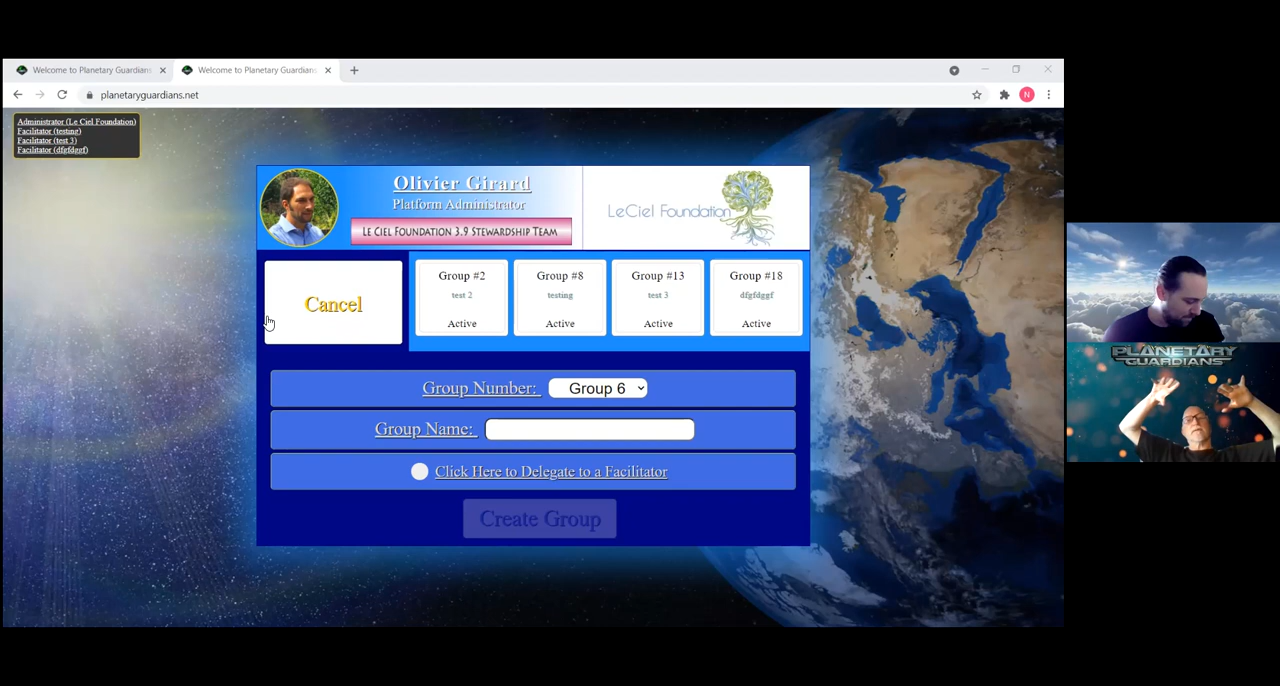 Welcome to Planetary Guardians
Welcome to Planetary Guardians
planetaryguardians.net
N
Administrator (Le Ciel Foundation)
Facilitator (testing)
Facilitator (test 3)
Facilitator (dfgfdggf)
Olivier Girard
Platform Administrator
LE CIEL FOUNDATION 3.9 STEWARDSHIP TEAM
LeCiel Foundation
Cancel
Group #2
test 2
Active
Group #8
testing
Active
Group #13
test 3
Active
Group #18
dfgfdggf
Active
Group Number: Group 6
Group Name:
Click Here to Delegate to a Facilitator
Create Group
PLANETARY
GUARDIANS